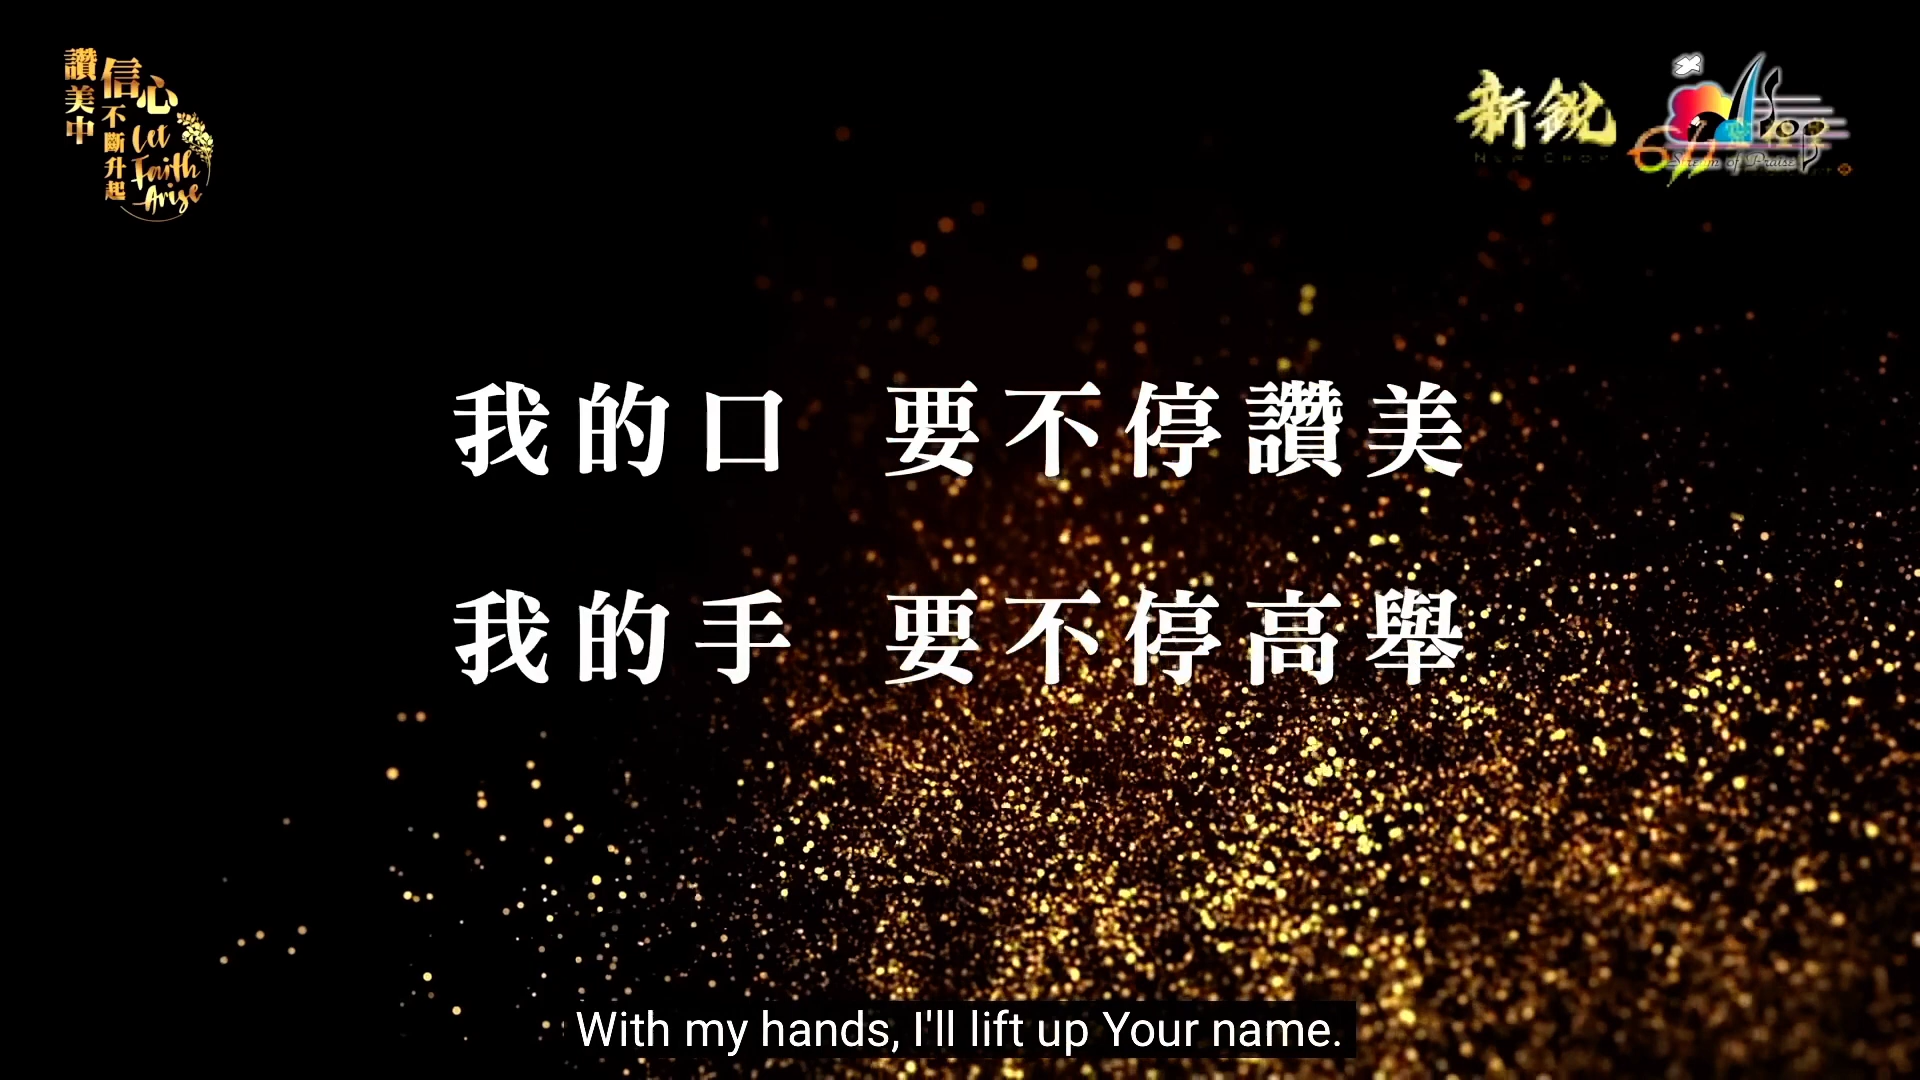 讚美中
信心
不斷升起
Let
Faith
Arise
新銳
Stream of Praise
我的口 要不停讚美
我的手 要不停高舉
With my hands, I'll lift up Your name.